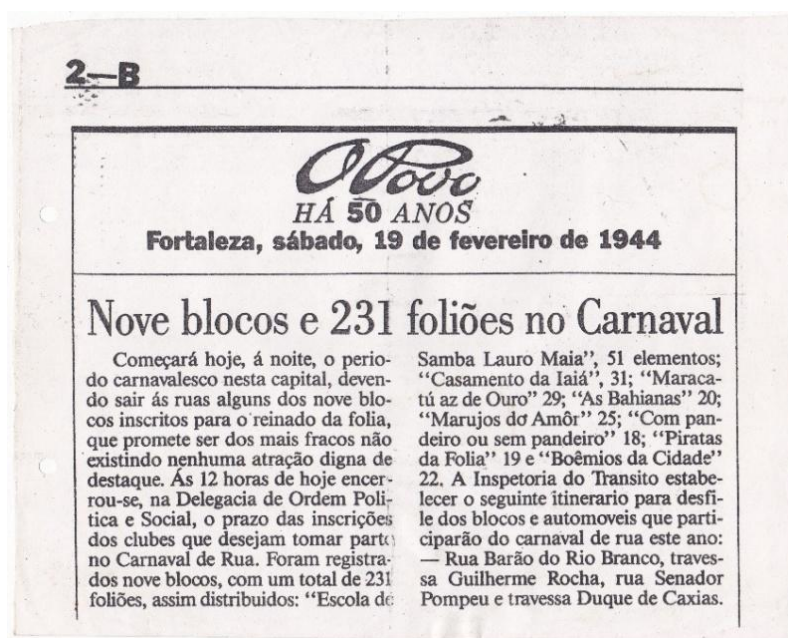 2—B
O Povo
HÁ 50 ANOS
Fortaleza, sábado, 19 de fevereiro de 1944
Nove blocos e 231 foliões no Carnaval
Começará hoje, á noite, o perio-
do carnavalesco nesta capital, deven-
do sair ás ruas alguns dos nove blo-
cos inscritos para o reinado da folia,
que promete ser dos mais fracos não
existindo nenhuma atração digna de
destaque. Ás 12 horas de hoje encer-
rou-se, na Delegacia de Ordem Poli-
tica e Social, o prazo das inscrições
dos clubes que desejam tomar parte
no Carnaval de Rua. Foram registra-
dos nove blocos, com um total de 231
foliões, assim distribuidos: “Escola de
Samba Lauro Maia”, 51 elementos;
“Casamento da Iaiá”, 31; “Maraca-
tú az de Ouro” 29; “As Bahianas” 20;
“Marujos do Amôr” 25; “Com pan-
deiro ou sem pandeiro” 18; “Piratas
da Folia” 19 e “Boêmios da Cidade”
22. A Inspetoria do Transito estabe-
lecer o seguinte itinerario para desfi-
le dos blocos e automoveis que parti-
ciparão do carnaval de rua este ano:
— Rua Barão do Rio Branco, traves-
sa Guilherme Rocha, rua Senador
Pompeu e travessa Duque de Caxias.